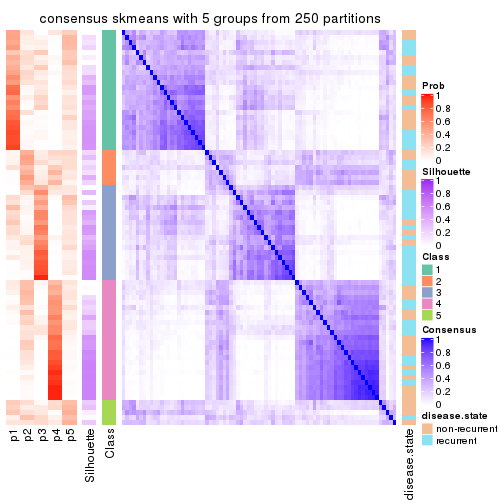 consensus skmeans with 5 groups from 250 partitions
Prob
1
0.8
0.6
0.4
0.2
0
Silhouette
1
0.8
0.6
0.4
0.2
0
Class
1
2
3
4
5
Consensus
1
0.8
0.6
0.4
0.2
0
disease.state
non-recurrent
recurrent
p1
p2
p3
p4
p5
Silhouette
Class
disease.state